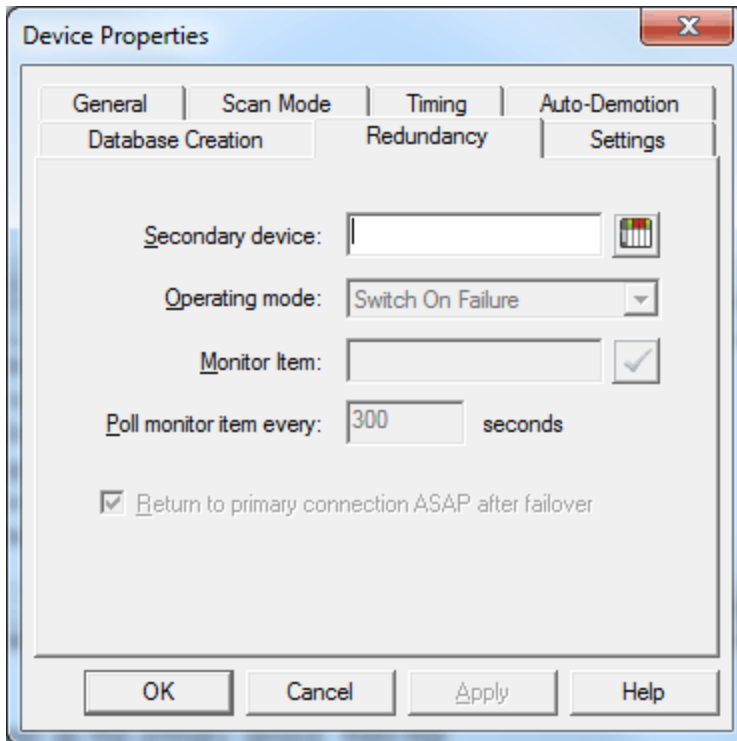 Device Properties
General Scan Mode Timing Auto-Demotion
Database Creation Redundancy Settings
Secondary device:
Operating mode: Switch On Failure
Monitor Item:
Poll monitor item every: 300 seconds
Return to primary connection ASAP after failover
OK Cancel Apply Help